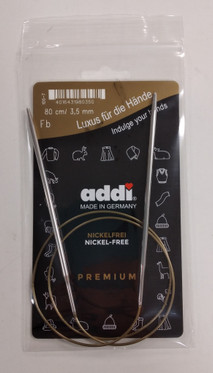 80 cm/ 3,5 mm
Fb
Luxus für die Hände
Indulge your Hands
addi
MADE IN GERMANY
NICKELFREI
NICKEL-FREE
PREMIUM